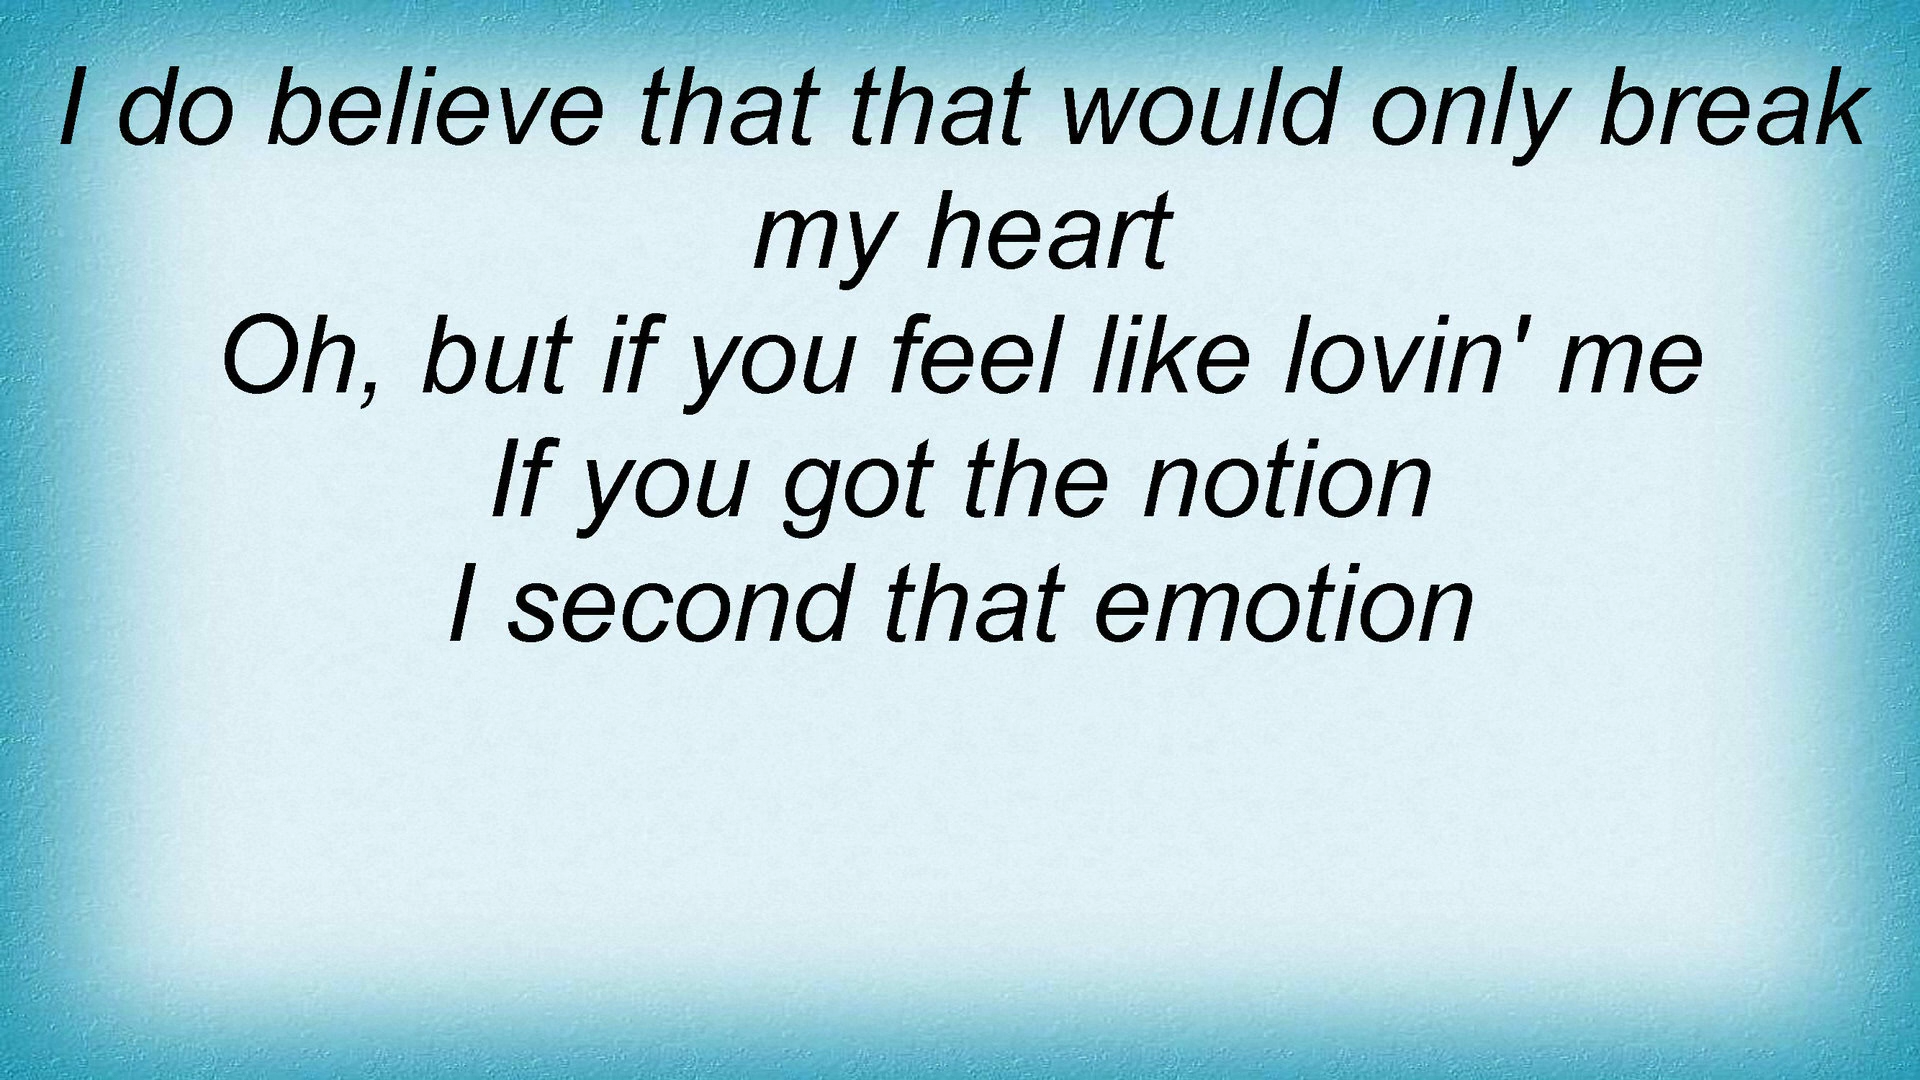 I do believe that that would only break
my heart
Oh, but if you feel like lovin' me
If you got the notion
I second that emotion